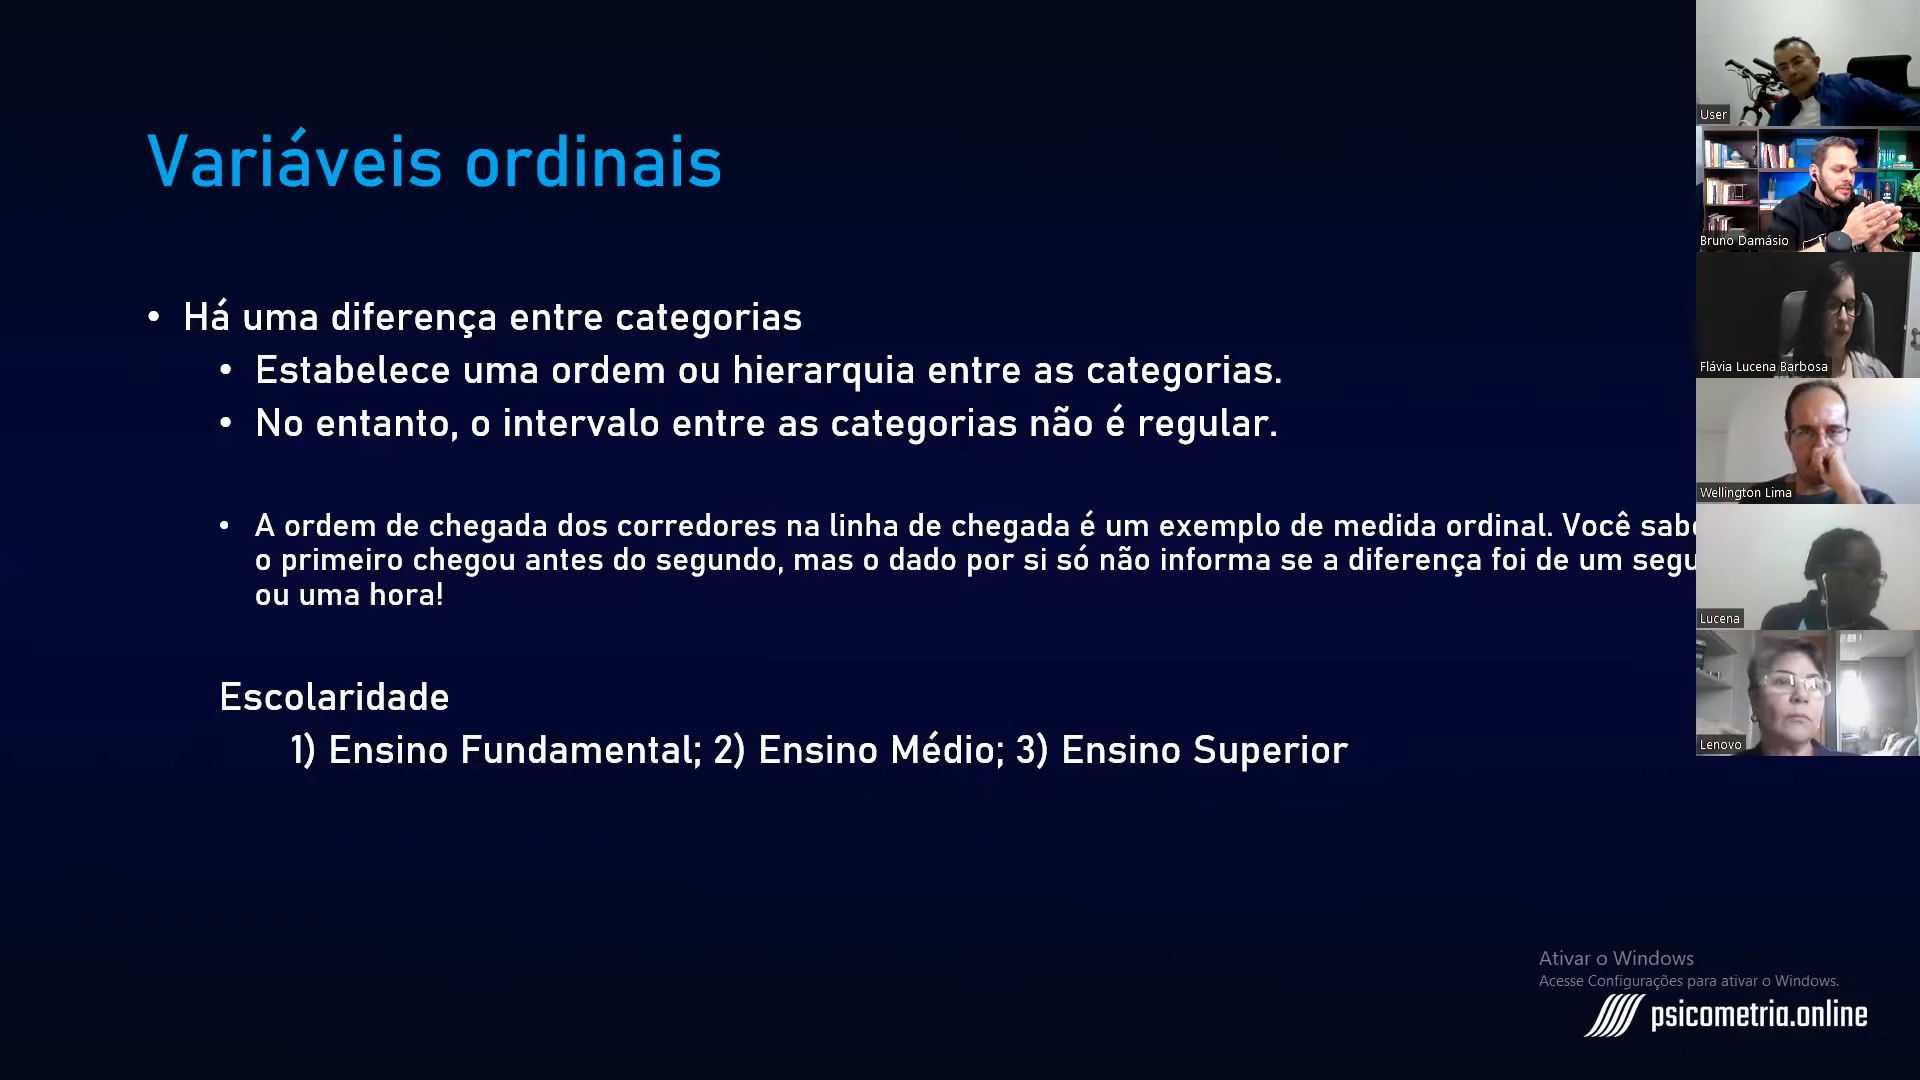 Variáveis ordinais
• Há uma diferença entre categorias
• Estabelece uma ordem ou hierarquia entre as categorias.
• No entanto, o intervalo entre as categorias não é regular.
• A ordem de chegada dos corredores na linha de chegada é um exemplo de medida ordinal. Você
o primeiro chegou antes do segundo, mas o dado por si só não informa se a diferença foi de um
ou uma hora!
Escolaridade
1) Ensino Fundamental; 2) Ensino Médio; 3) Ensino Superior
User
Bruno Damásio
Flávia Lucena Barbosa
Wellington Lima
Lucena
Lenovo
Ativar o Windows
Acesse Configurações para ativar o Windows.
psicometria.online